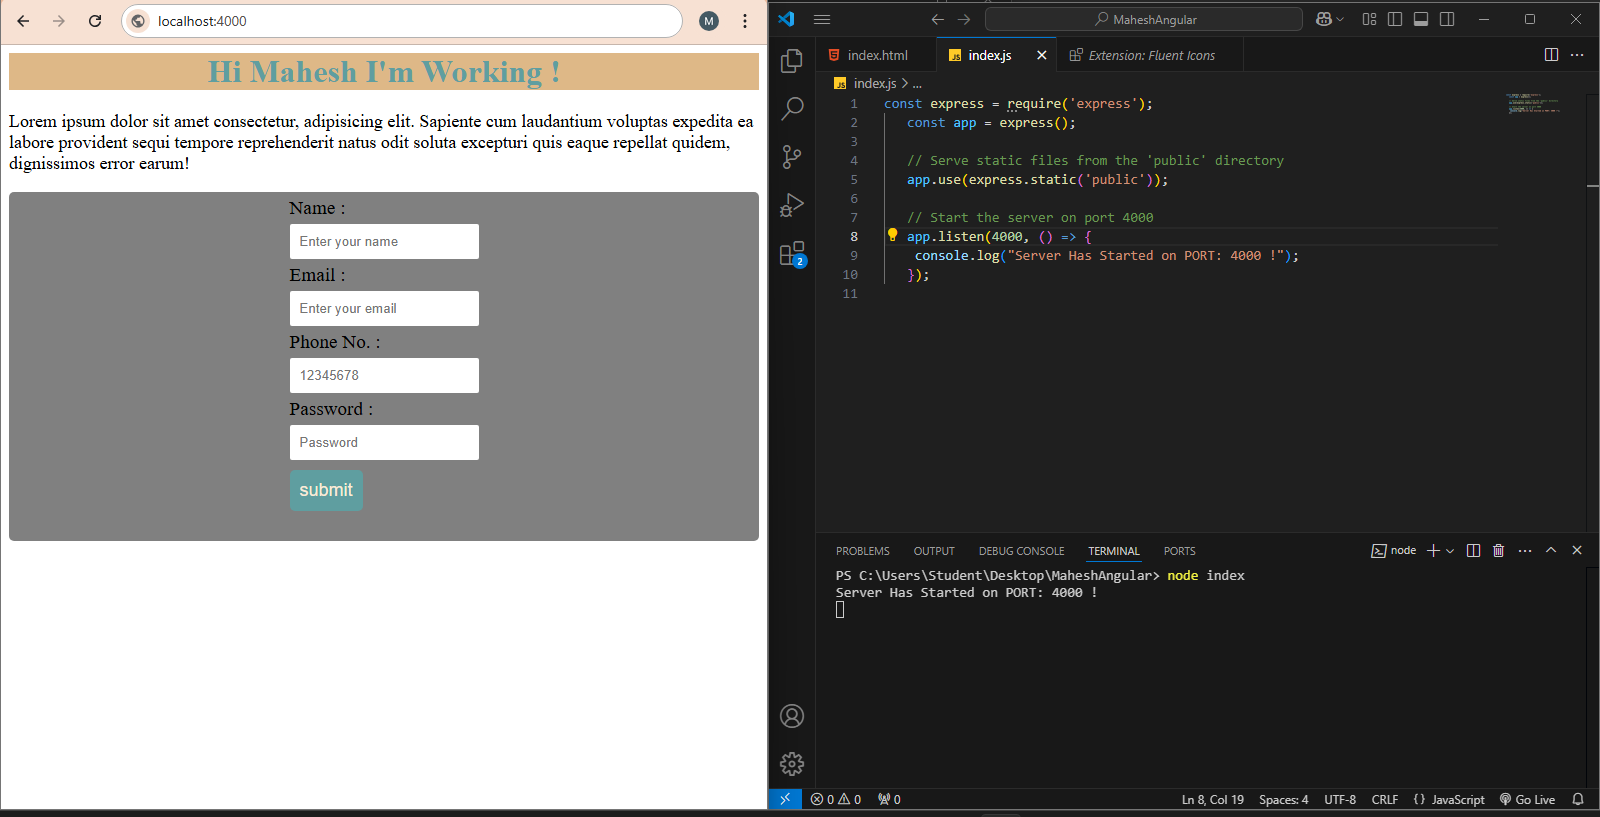 localhost:4000
M
Hi Mahesh I'm Working !
Lorem ipsum dolor sit amet consectetur, adipisicing elit. Sapiente cum laudantium voluptas expedita ea
labore provident sequi tempore reprehenderit natus odit soluta excepturi quis eaque repellat quidem,
dignissimos error earum!
Name :
Enter your name
Email :
Enter your email
Phone No. :
12345678
Password :
Password
submit
MaheshAngular
index.html
JS index.js
Extension: Fluent Icons
JS index.js > ...
1 const express = require('express');
2 const app = express();
3
4 // Serve static files from the 'public' directory
5 app.use(express.static('public'));
6
7 // Start the server on port 4000
8 app.listen(4000, () => {
9 console.log("Server Has Started on PORT: 4000 !");
10 });
11
2
PROBLEMS OUTPUT DEBUG CONSOLE TERMINAL PORTS
node
PS C:\Users\Student\Desktop\MaheshAngular> node index
Server Has Started on PORT: 4000 !
0 0 0 Ln 8, Col 19 Spaces: 4 UTF-8 CRLF {} JavaScript Go Live